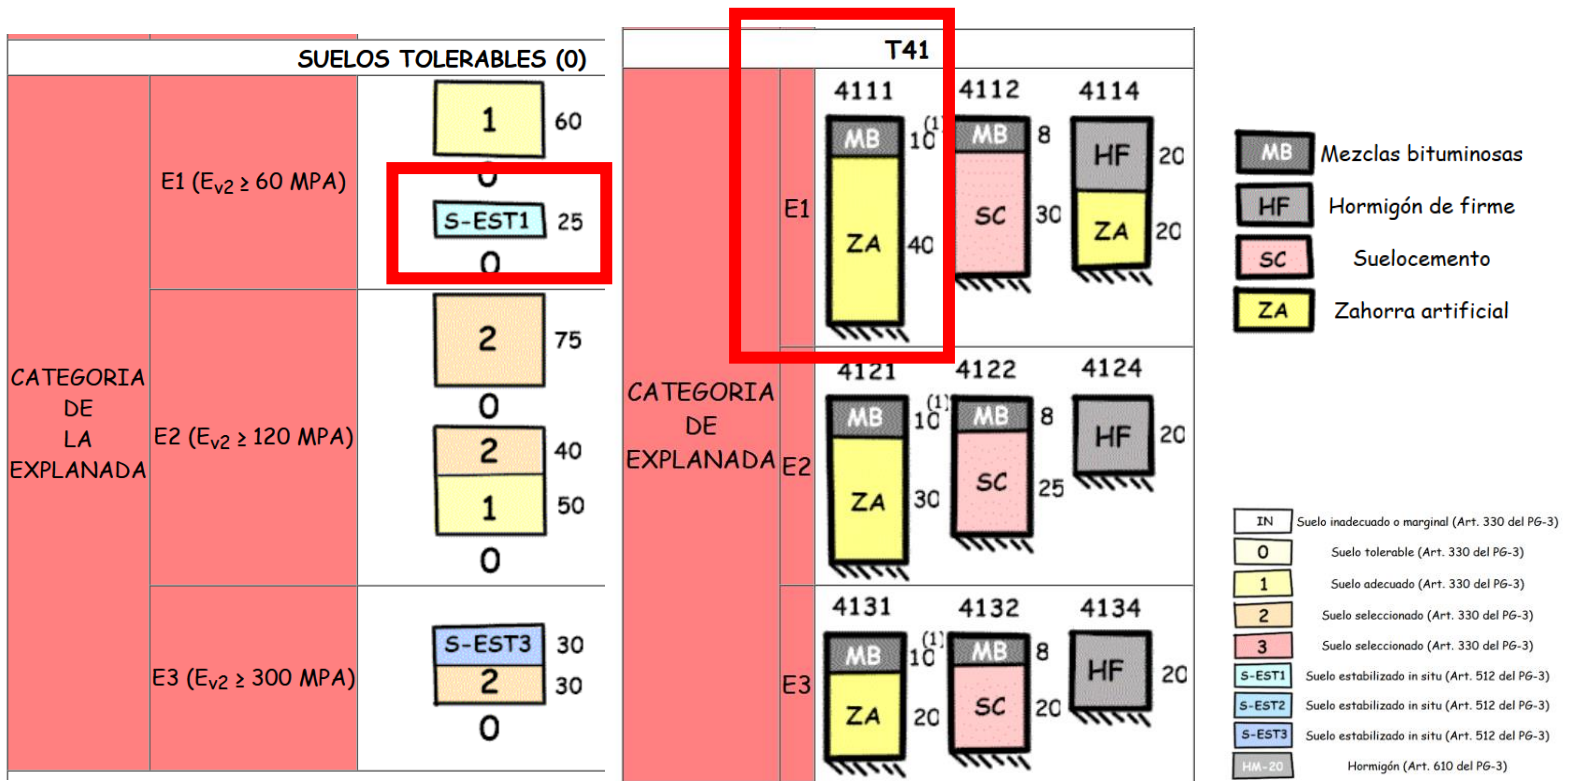 SUELOS TOLERABLES (0)
CATEGORIA
DE
LA
EXPLANADA
E1 (Ev2 ≥ 60 MPA)
1 60
0
S-EST1 25
0
E2 (Ev2 ≥ 120 MPA)
2 75
0
2 40
1 50
0
E3 (Ev2 ≥ 300 MPA)
S-EST3 30
2 30
0
T41
CATEGORIA
DE
EXPLANADA
E1
4111 4112 4114
MB 10 (1) MB 8 HF 20
ZA 40 SC 30 ZA 20
E2
4121 4122 4124
MB 10 (1) MB 8 HF 20
ZA 30 SC 25
E3
4131 4132 4134
MB 10 (1) MB 8 HF 20
ZA 20 SC 20
MB Mezclas bituminosas
HF Hormigón de firme
SC Suelocemento
ZA Zahorra artificial
IN Suelo inadecuado o marginal (Art. 330 del PG-3)
0 Suelo tolerable (Art. 330 del PG-3)
1 Suelo adecuado (Art. 330 del PG-3)
2 Suelo seleccionado (Art. 330 del PG-3)
3 Suelo seleccionado (Art. 330 del PG-3)
S-EST1 Suelo estabilizado in situ (Art. 512 del PG-3)
S-EST2 Suelo estabilizado in situ (Art. 512 del PG-3)
S-EST3 Suelo estabilizado in situ (Art. 512 del PG-3)
HM-20 Hormigón (Art. 610 del PG-3)